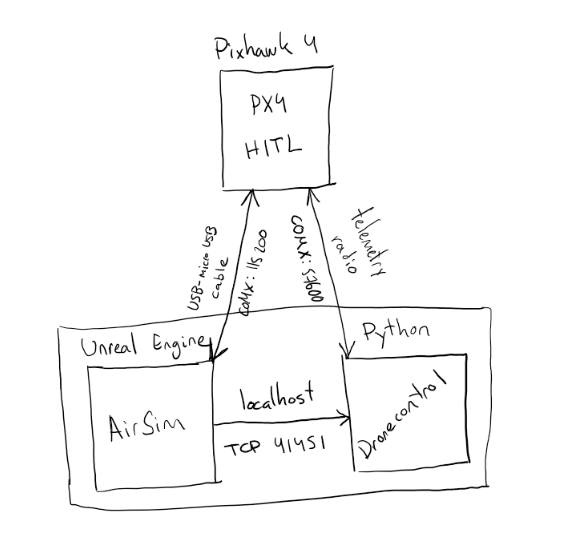 Pixhawk 4
PX4
HITL
USB-Micro USB
cable
COMX: 115200
COMX: 57600
telemetry
radio
Unreal Engine
Python
AirSim
localhost
TCP 41451
Dronecontrol